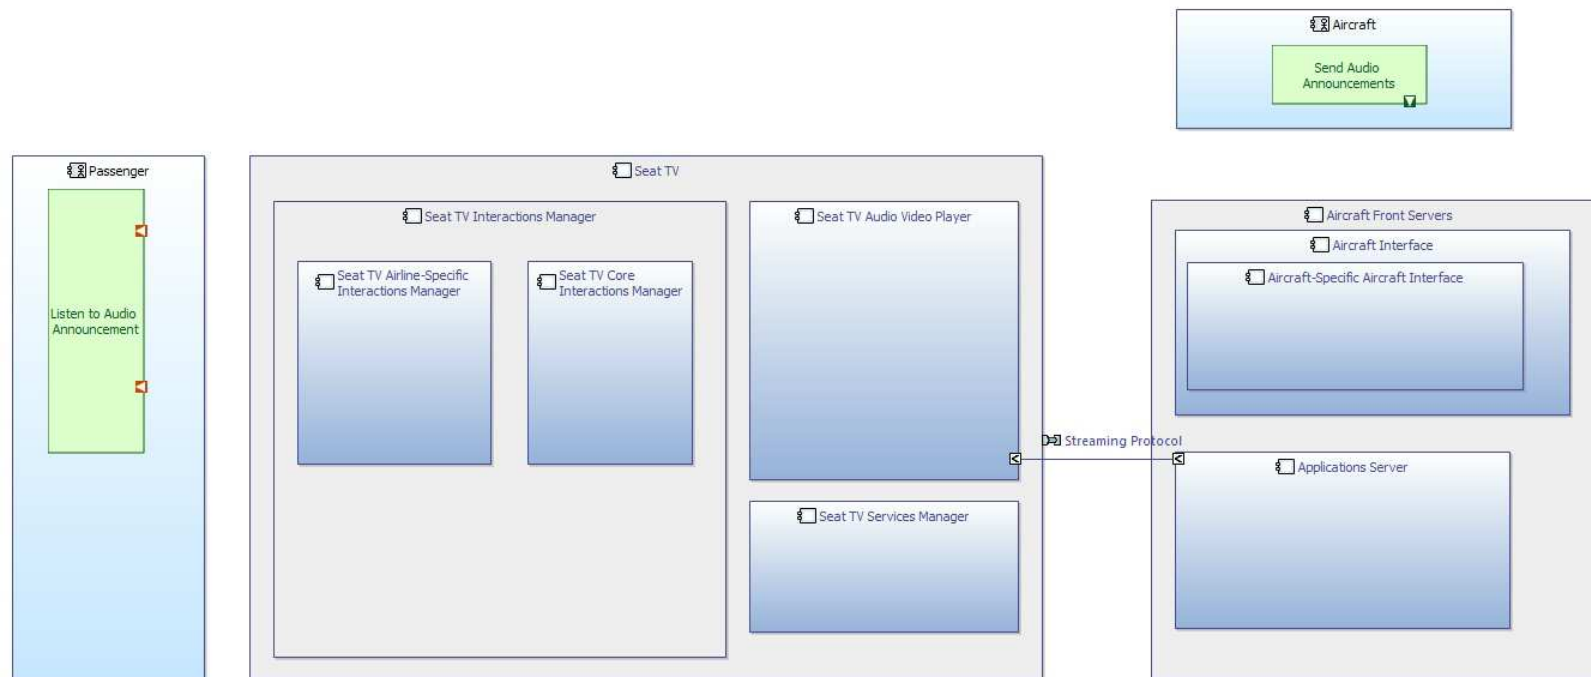 Aircraft
Send Audio
Announcements
Passenger
Listen to Audio
Announcement
Seat TV
Seat TV Interactions Manager
Seat TV Airline-Specific
Interactions Manager
Seat TV Core
Interactions Manager
Seat TV Audio Video Player
Seat TV Services Manager
Streaming Protocol
Aircraft Front Servers
Aircraft Interface
Aircraft-Specific Aircraft Interface
Applications Server